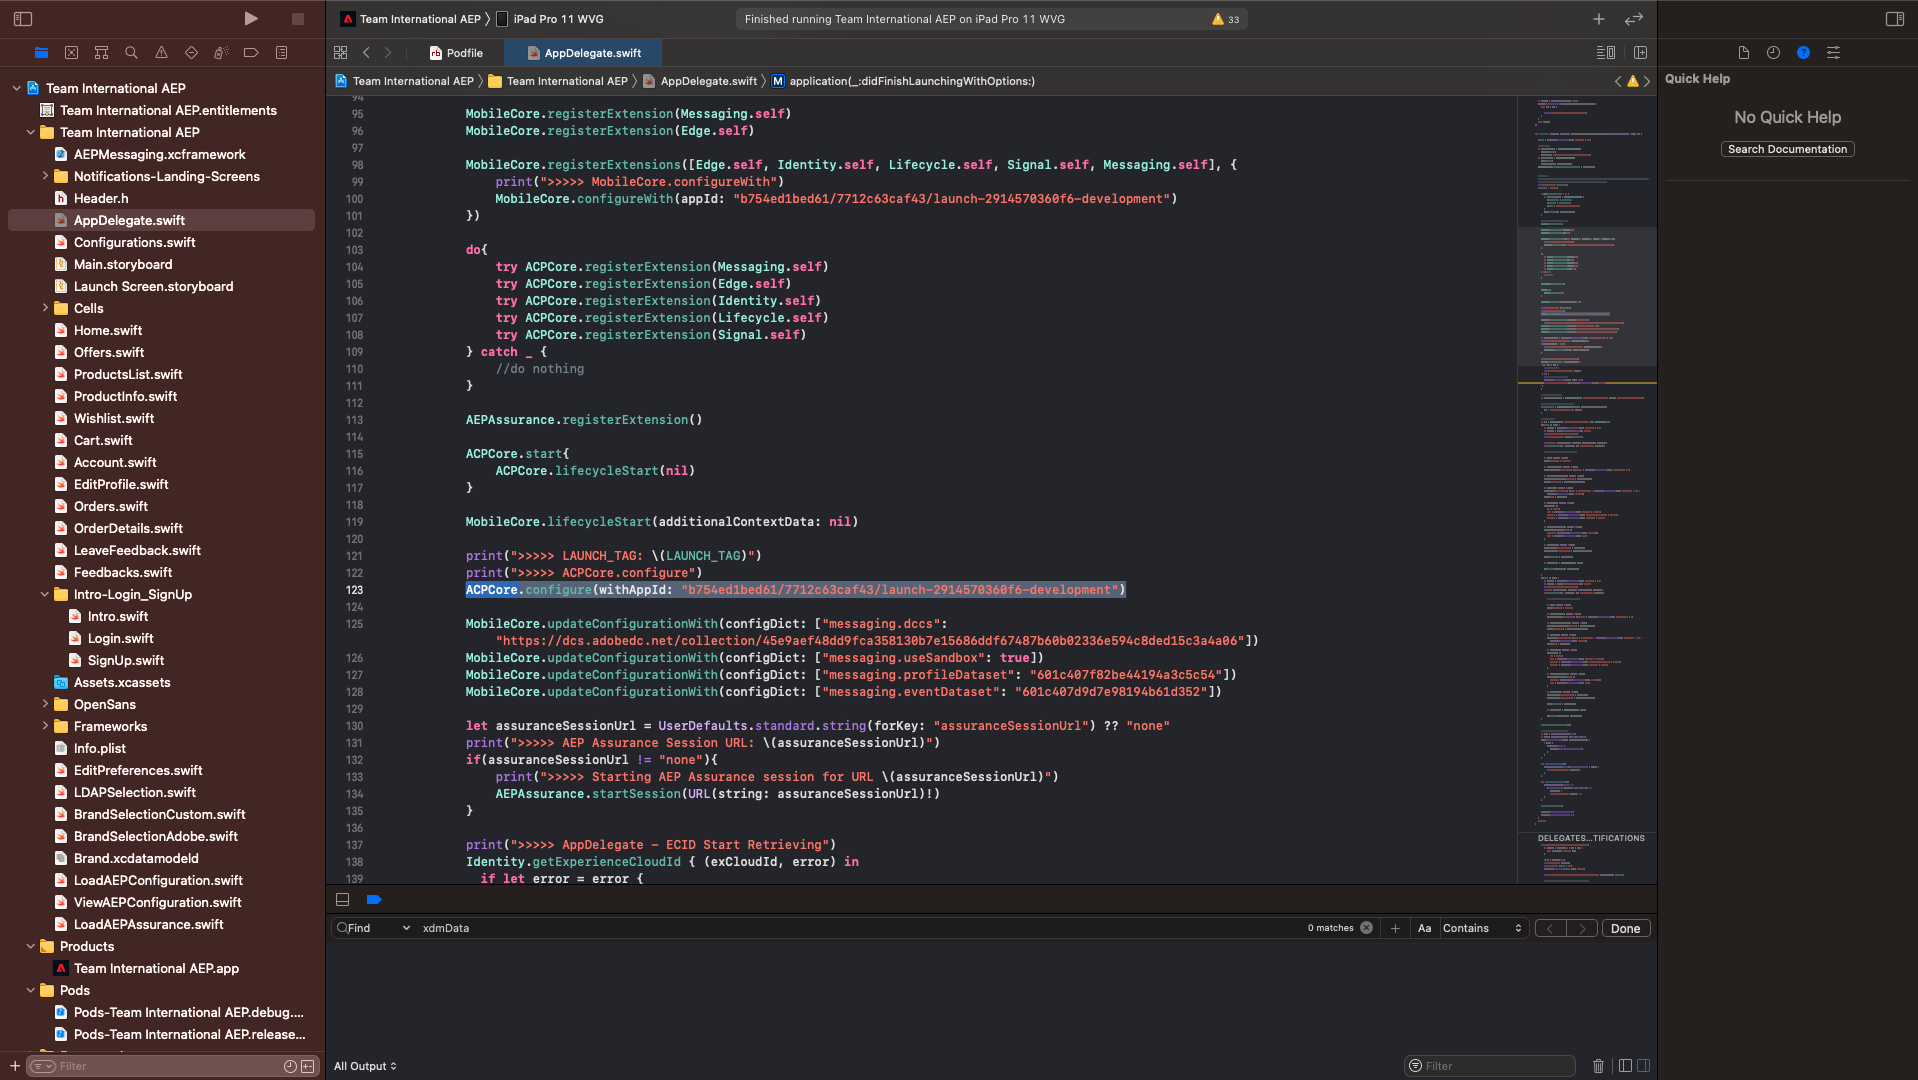 Team International AEP
iPad Pro 11 WVG
Finished running Team International AEP on iPad Pro 11 WVG
33
Podfile
AppDelegate.swift
Team International AEP
Team International AEP
AppDelegate.swift
M
application(_:didFinishLaunchingWithOptions:)
Team International AEP
Team International AEP.entitlements
Team International AEP
AEPMessaging.xcframework
Notifications-Landing-Screens
Header.h
AppDelegate.swift
Configurations.swift
Main.storyboard
Launch Screen.storyboard
Cells
Home.swift
Offers.swift
ProductsList.swift
ProductInfo.swift
Wishlist.swift
Cart.swift
Account.swift
EditProfile.swift
Orders.swift
OrderDetails.swift
LeaveFeedback.swift
Feedbacks.swift
Intro-Login_SignUp
Intro.swift
Login.swift
SignUp.swift
Assets.xcassets
OpenSans
Frameworks
Info.plist
EditPreferences.swift
LDAPSelection.swift
BrandSelectionCustom.swift
BrandSelectionAdobe.swift
Brand.xcdatamodeld
LoadAEPConfiguration.swift
ViewAEPConfiguration.swift
LoadAEPAssurance.swift
Products
Team International AEP.app
Pods
Pods-Team International AEP.debug....
Pods-Team International AEP.release...
Filter
94
95 MobileCore.registerExtension(Messaging.self)
96 MobileCore.registerExtension(Edge.self)
97
98 MobileCore.registerExtensions([Edge.self, Identity.self, Lifecycle.self, Signal.self, Messaging.self], {
99 print(">>>>> MobileCore.configureWith")
100 MobileCore.configureWith(appId: "b754ed1bed61/7712c63caf43/launch-2914570360f6-development")
101 })
102
103 do{
104 try ACPCore.registerExtension(Messaging.self)
105 try ACPCore.registerExtension(Edge.self)
106 try ACPCore.registerExtension(Identity.self)
107 try ACPCore.registerExtension(Lifecycle.self)
108 try ACPCore.registerExtension(Signal.self)
109 } catch _ {
110 //do nothing
111 }
112
113 AEPAssurance.registerExtension()
114
115 ACPCore.start{
116 ACPCore.lifecycleStart(nil)
117 }
118
119 MobileCore.lifecycleStart(additionalContextData: nil)
120
121 print(">>>>> LAUNCH_TAG: \(LAUNCH_TAG)")
122 print(">>>>> ACPCore.configure")
123 ACPCore.configure(withAppId: "b754ed1bed61/7712c63caf43/launch-2914570360f6-development")
124
125 MobileCore.updateConfigurationWith(configDict: ["messaging.dccs":
"https://dcs.adobedc.net/collection/45e9aef48dd9fca358130b7e15686ddf67487b60b02336e594c8ded15c3a4a06"])
126 MobileCore.updateConfigurationWith(configDict: ["messaging.useSandbox": true])
127 MobileCore.updateConfigurationWith(configDict: ["messaging.profileDataset": "601c407f82be44194a3c5c54"])
128 MobileCore.updateConfigurationWith(configDict: ["messaging.eventDataset": "601c407d9d7e98194b61d352"])
129
130 let assuranceSessionUrl = UserDefaults.standard.string(forKey: "assuranceSessionUrl") ?? "none"
131 print(">>>>> AEP Assurance Session URL: \(assuranceSessionUrl)")
132 if(assuranceSessionUrl != "none"){
133 print(">>>>> Starting AEP Assurance session for URL \(assuranceSessionUrl)")
134 AEPAssurance.startSession(URL(string: assuranceSessionUrl)!)
135 }
136
137 print(">>>>> AppDelegate - ECID Start Retrieving")
138 Identity.getExperienceCloudId { (exCloudId, error) in
139 if let error = error {
DELEGATES...TIFICATIONS
Find
xdmData
0 matches
Aa
Contains
Done
All Output
Filter
Quick Help
No Quick Help
Search Documentation